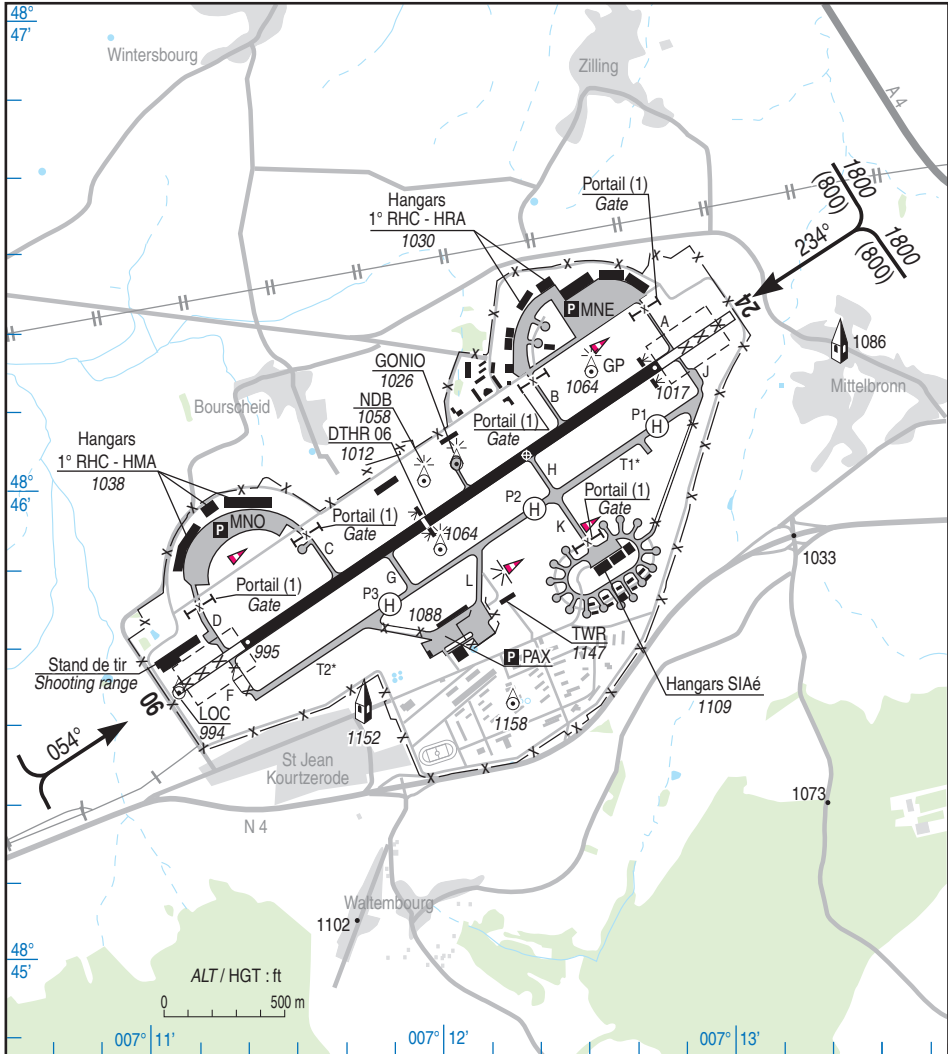 48°
47'
Wintersbourg
Zilling
A 4
Portail (1)
Gate
1800
(800)
1800
(800)
234°
Hangars
1° RHC - HRA
1030
P MNE
24
A
GP
1064
1017
J
1086
Mittelbronn
GONIO
1026
NDB
1058
DTHR 06
1012
Bourscheid
B
Portail (1)
Gate
P1
H
T1*
Hangars
1° RHC - HMA
1038
48°
46'
P MNO
H
P2
H
Portail (1)
Gate
K
Portail (1)
Gate
1064
C
1033
G
L
P3
H
Portail (1)
Gate
1088
D
TWR
1147
995
P PAX
Stand de tir
Shooting range
T2*
Hangars SIAé
1109
F
06
LOC
994
1152
1158
054°
St Jean
Kourtzerode
1073
N 4
Waltembourg
1102
48°
45'
ALT / HGT : ft
0 500 m
007° 11'
007° 12'
007° 13'